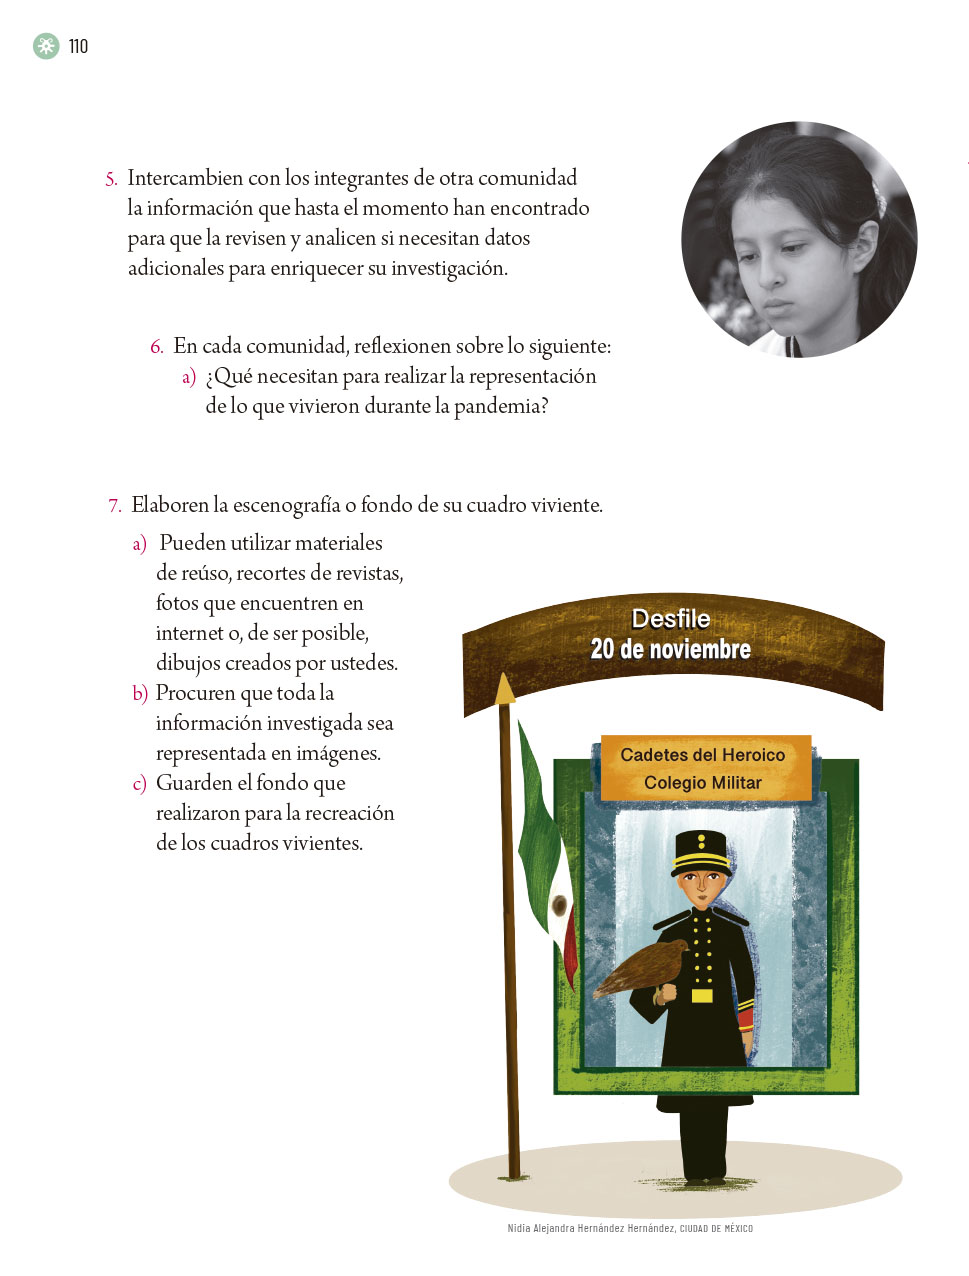 110
5. Intercambien con los integrantes de otra comunidad
la información que hasta el momento han encontrado
para que la revisen y analicen si necesitan datos
adicionales para enriquecer su investigación.
6. En cada comunidad, reflexionen sobre lo siguiente:
a) ¿Qué necesitan para realizar la representación
de lo que vivieron durante la pandemia?
7. Elaboren la escenografía o fondo de su cuadro viviente.
a) Pueden utilizar materiales
de reúso, recortes de revistas,
fotos que encuentren en
internet o, de ser posible,
dibujos creados por ustedes.
b) Procuren que toda la
información investigada sea
representada en imágenes.
c) Guarden el fondo que
realizaron para la recreación
de los cuadros vivientes.
Desfile
20 de noviembre
Cadetes del Heroico
Colegio Militar
Nidia Alejandra Hernández Hernández, CIUDAD DE MÉXICO